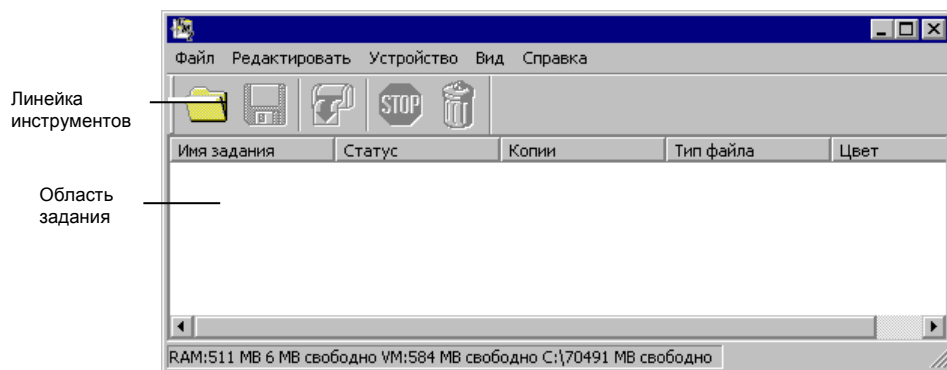 Файл Редактировать Устройство Вид Справка
Линейка
инструментов
STOP
Имя задания Статус Копии Тип файла Цвет
Область
задания
RAM:511 MB 6 MB свободно VM:584 MB свободно C:\70491 MB свободно